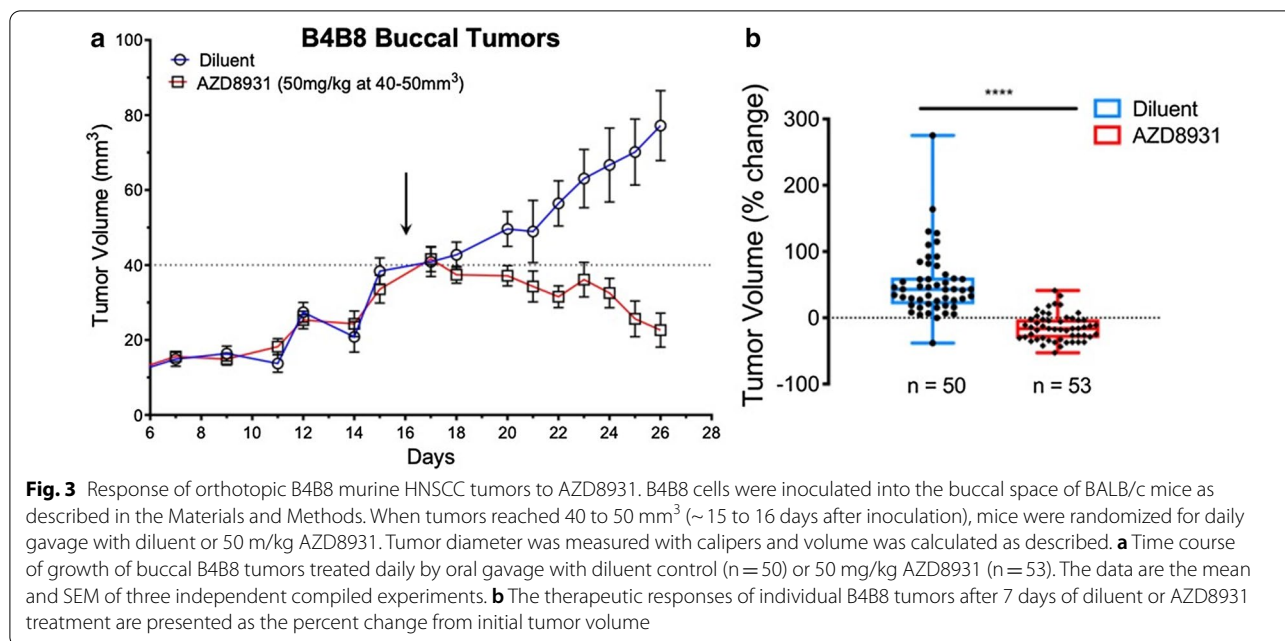 a
B4B8 Buccal Tumors
Diluent
AZD8931 (50mg/kg at 40-50mm³)
Tumor Volume (mm³)
100
80
60
40
20
0
6 8 10 12 14 16 18 20 22 24 26 28
Days
b
****
Diluent
AZD8931
Tumor Volume (% change)
300
200
100
0
-100
n = 50 n = 53
Fig. 3 Response of orthotopic B4B8 murine HNSCC tumors to AZD8931. B4B8 cells were inoculated into the buccal space of BALB/c mice as
described in the Materials and Methods. When tumors reached 40 to 50 mm³ (~ 15 to 16 days after inoculation), mice were randomized for daily
gavage with diluent or 50 m/kg AZD8931. Tumor diameter was measured with calipers and volume was calculated as described. a Time course
of growth of buccal B4B8 tumors treated daily by oral gavage with diluent control (n = 50) or 50 mg/kg AZD8931 (n = 53). The data are the mean
and SEM of three independent compiled experiments. b The therapeutic responses of individual B4B8 tumors after 7 days of diluent or AZD8931
treatment are presented as the percent change from initial tumor volume